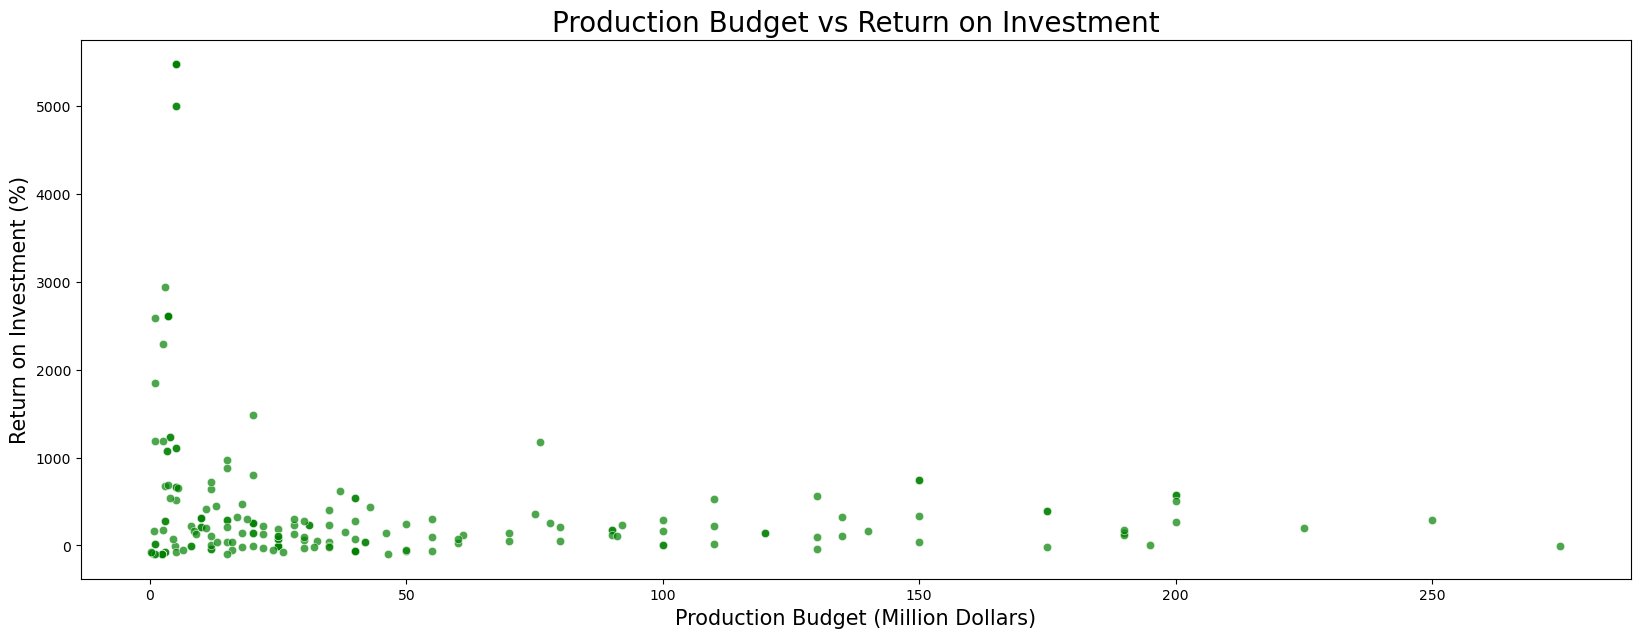 Production Budget vs Return on Investment
Return on Investment (%)
5000
4000
3000
2000
1000
0
0 50 100 150 200 250
Production Budget (Million Dollars)